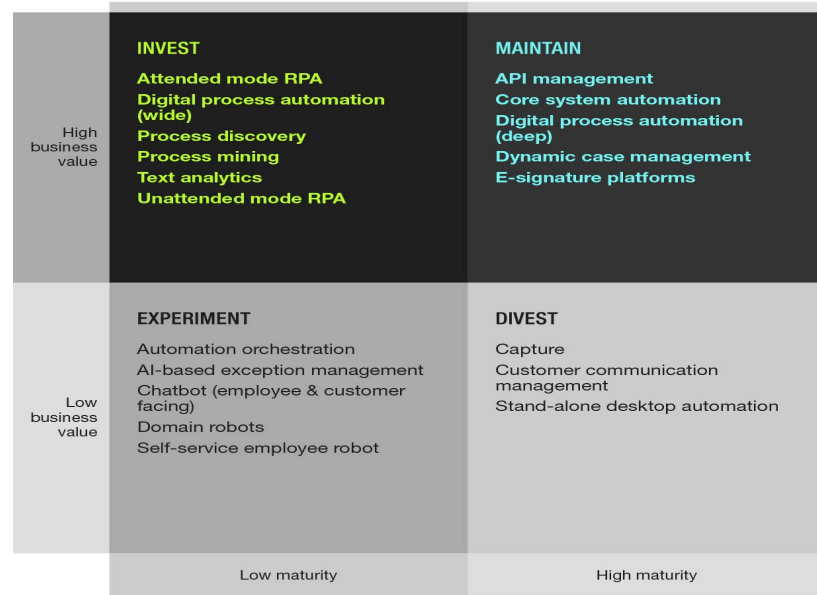 INVEST
Attended mode RPA
Digital process automation
(wide)
Process discovery
Process mining
Text analytics
Unattended mode RPA
MAINTAIN
API management
Core system automation
Digital process automation
(deep)
Dynamic case management
E-signature platforms
High
business
value
EXPERIMENT
Automation orchestration
AI-based exception management
Chatbot (employee & customer
facing)
Domain robots
Self-service employee robot
DIVEST
Capture
Customer communication
management
Stand-alone desktop automation
Low
business
value
Low maturity
High maturity